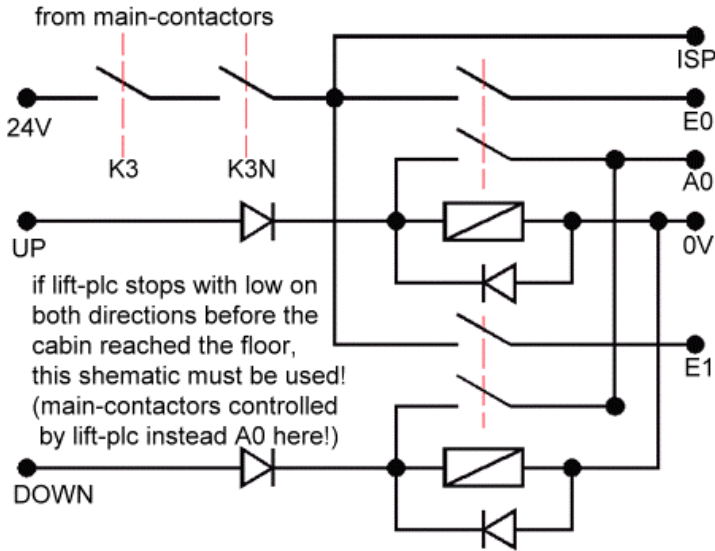 from main-contactors
ISP
24V
E0
K3
K3N
A0
UP
0V
if lift-plc stops with low on
both directions before the
cabin reached the floor,
this shematic must be used!
(main-contactors controlled
by lift-plc instead A0 here!)
E1
DOWN